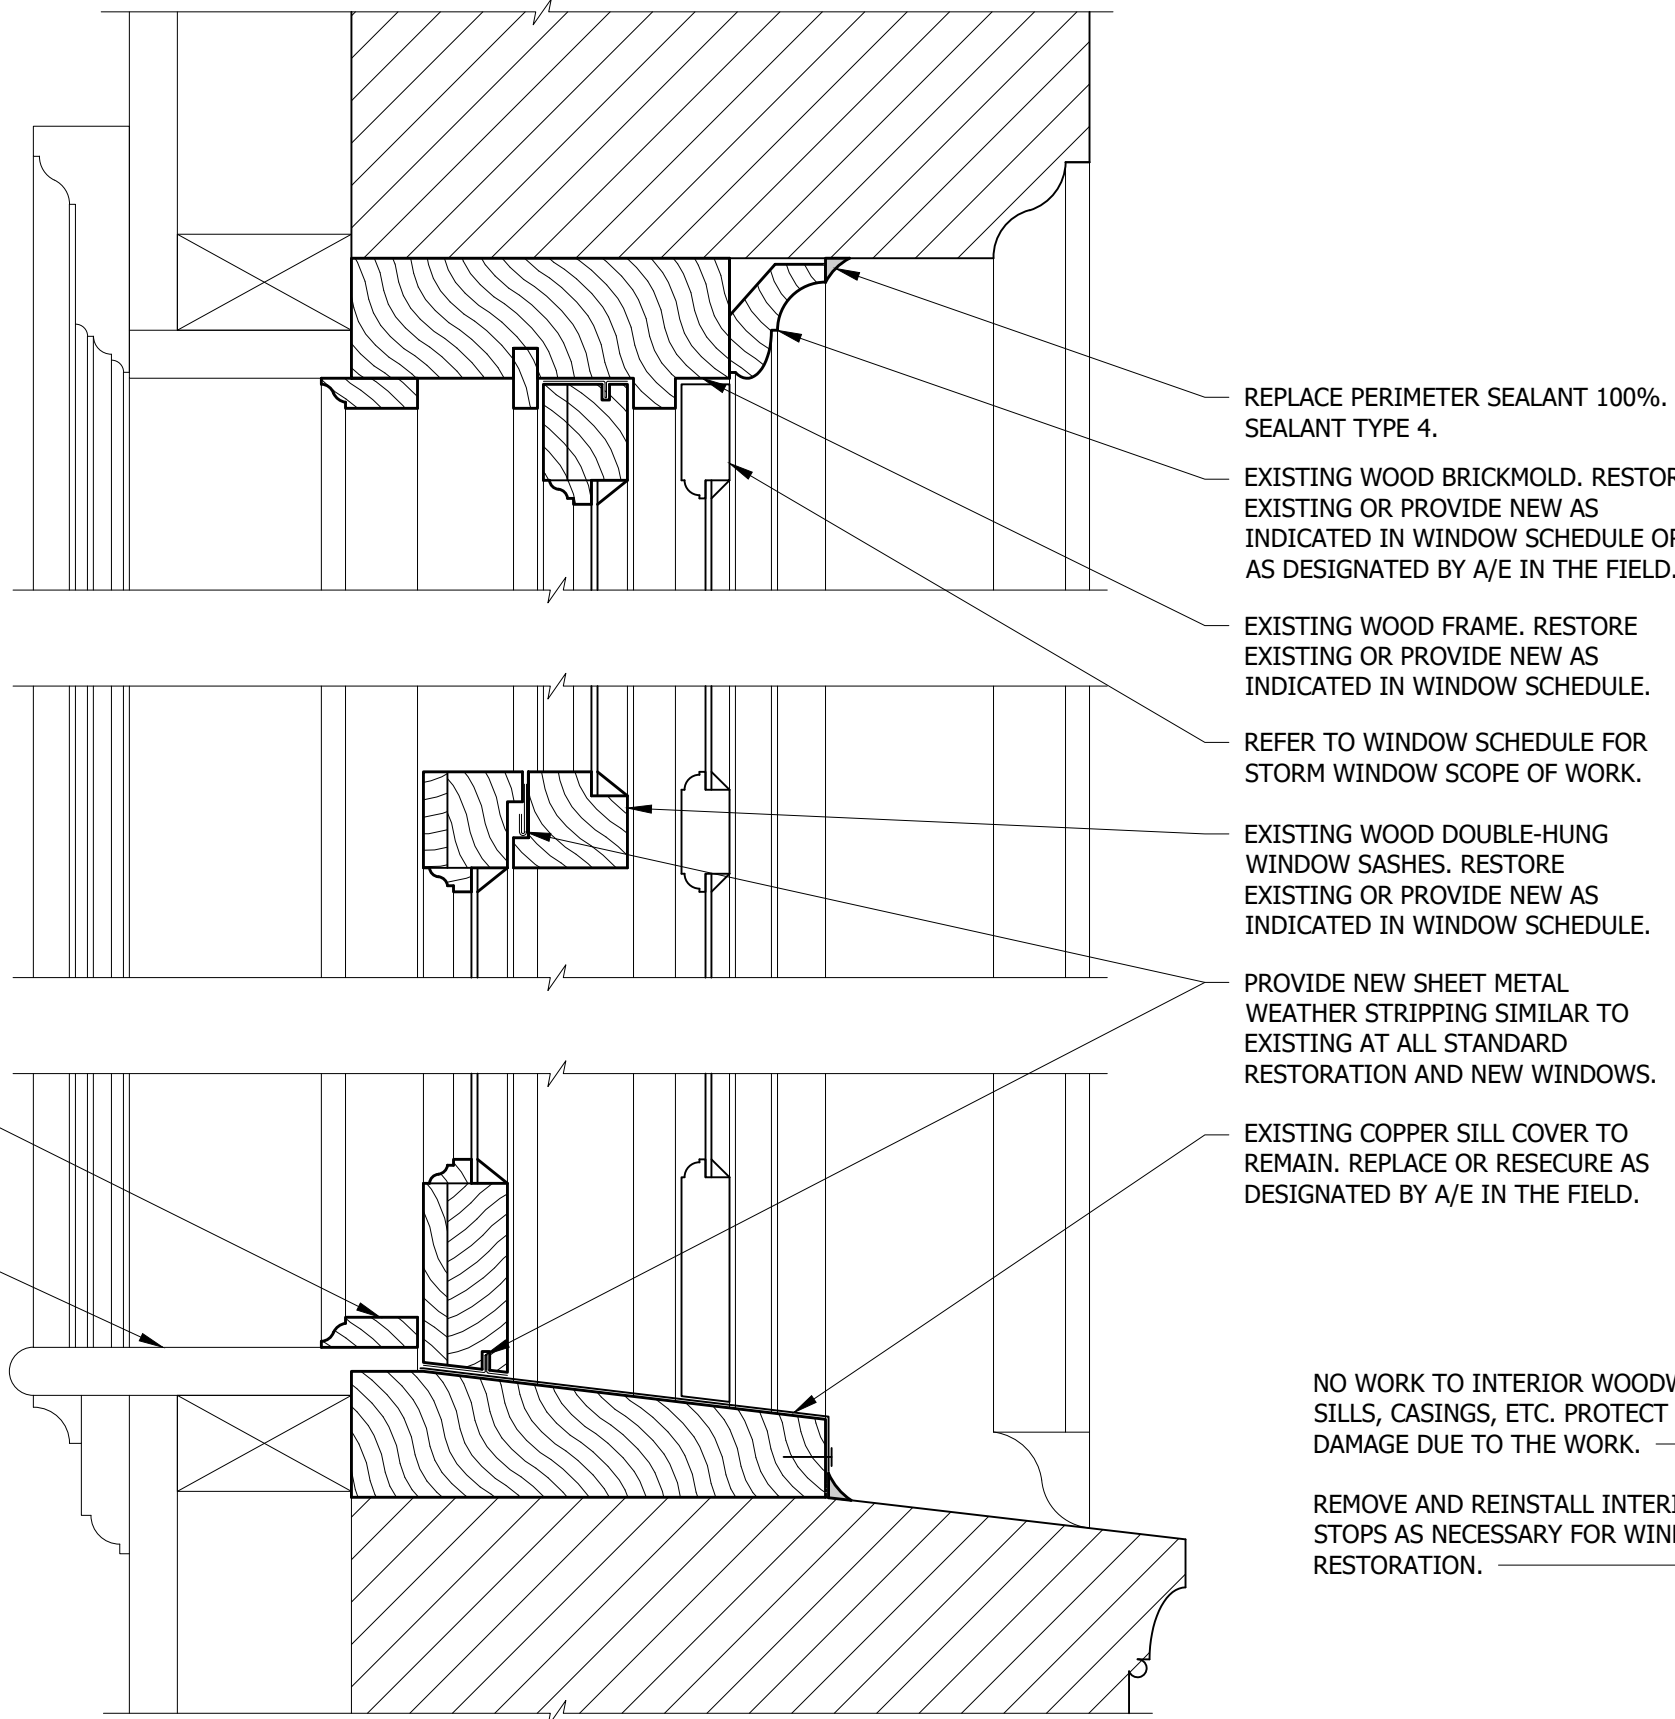 REPLACE PERIMETER SEALANT 100%.
SEALANT TYPE 4.
EXISTING WOOD BRICKMOLD. RESTOR
EXISTING OR PROVIDE NEW AS
INDICATED IN WINDOW SCHEDULE OR
AS DESIGNATED BY A/E IN THE FIELD.
EXISTING WOOD FRAME. RESTORE
EXISTING OR PROVIDE NEW AS
INDICATED IN WINDOW SCHEDULE.
REFER TO WINDOW SCHEDULE FOR
STORM WINDOW SCOPE OF WORK.
EXISTING WOOD DOUBLE-HUNG
WINDOW SASHES. RESTORE
EXISTING OR PROVIDE NEW AS
INDICATED IN WINDOW SCHEDULE.
PROVIDE NEW SHEET METAL
WEATHER STRIPPING SIMILAR TO
EXISTING AT ALL STANDARD
RESTORATION AND NEW WINDOWS.
EXISTING COPPER SILL COVER TO
REMAIN. REPLACE OR RESECURE AS
DESIGNATED BY A/E IN THE FIELD.
NO WORK TO INTERIOR WOODW
SILLS, CASINGS, ETC. PROTECT
DAMAGE DUE TO THE WORK.
REMOVE AND REINSTALL INTERI
STOPS AS NECESSARY FOR WIN
RESTORATION.